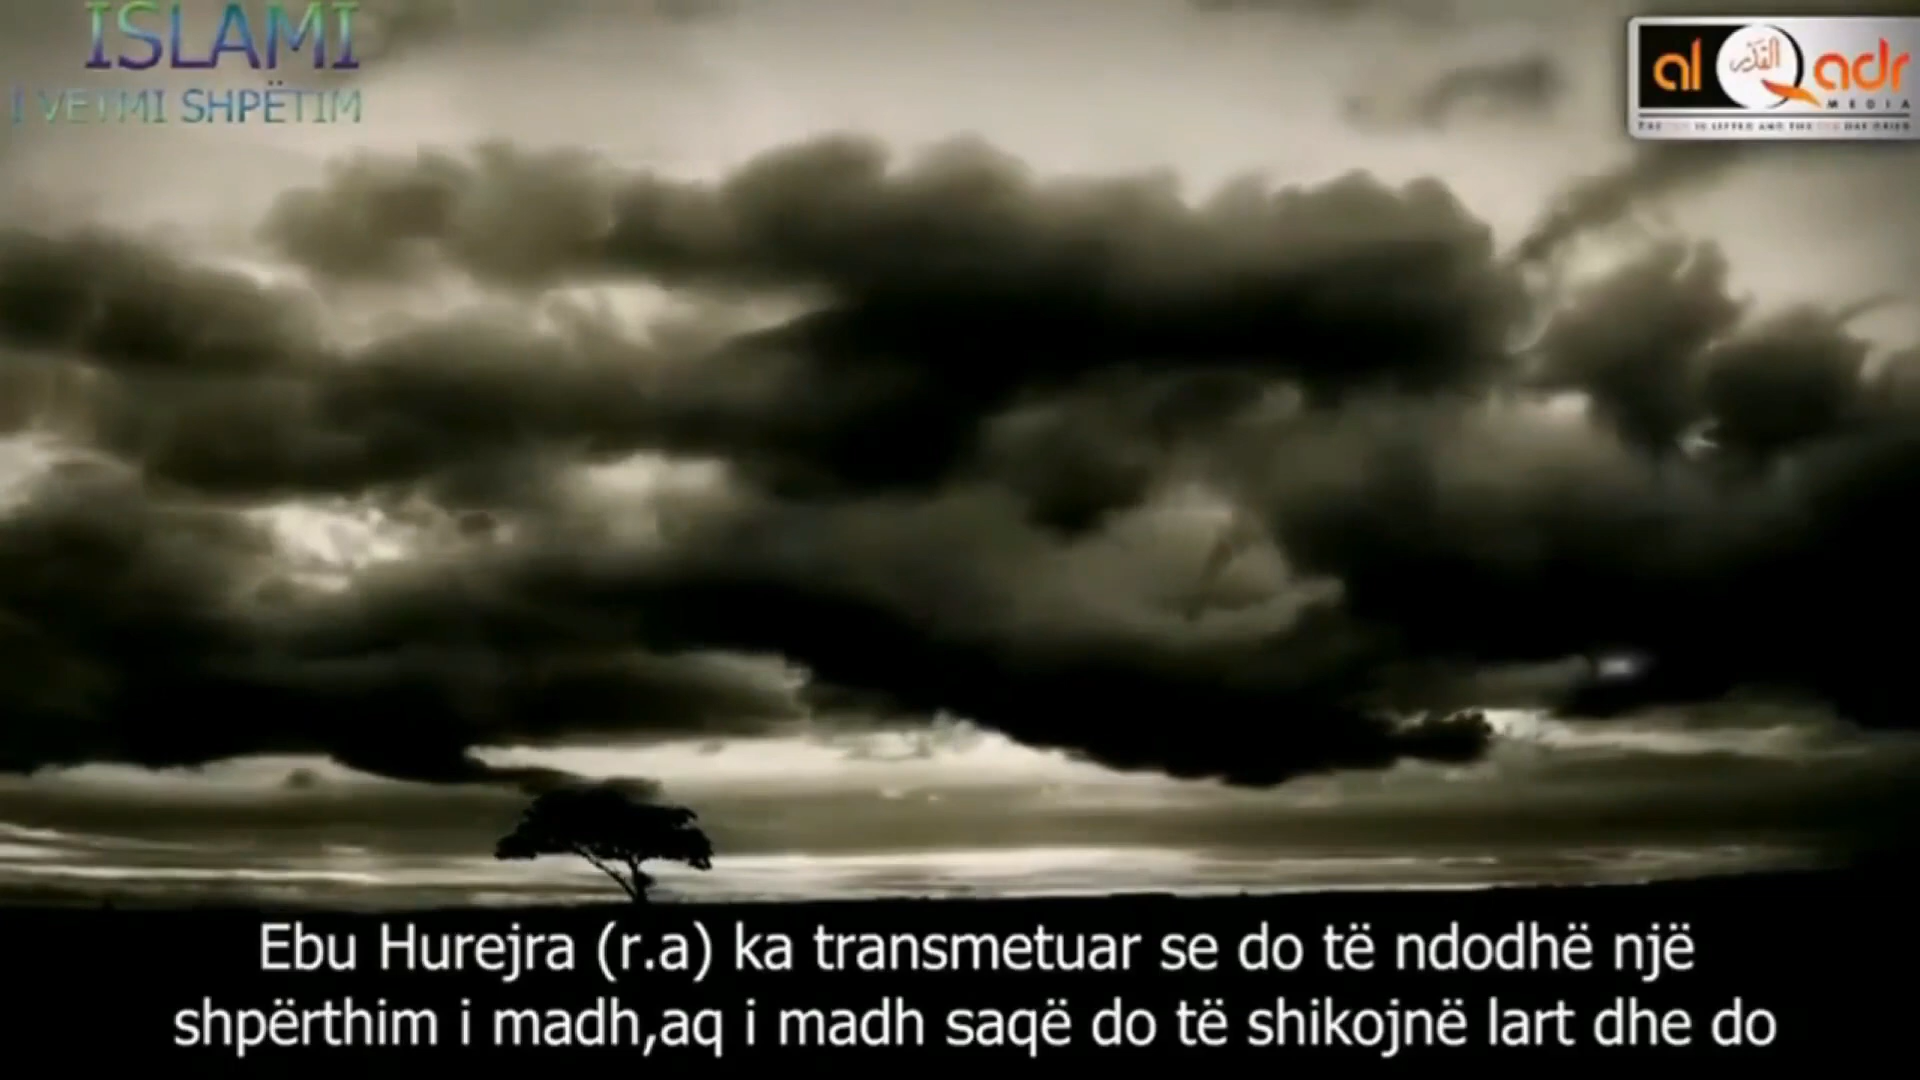 ISLAMI
I VETMI SHPËTIM
al Qadr
القدر
MEDIA
Ebu Hurejra (r.a) ka transmetuar se do të ndodhë një
shpërthim i madh,aq i madh saqë do të shikojnë lart dhe do